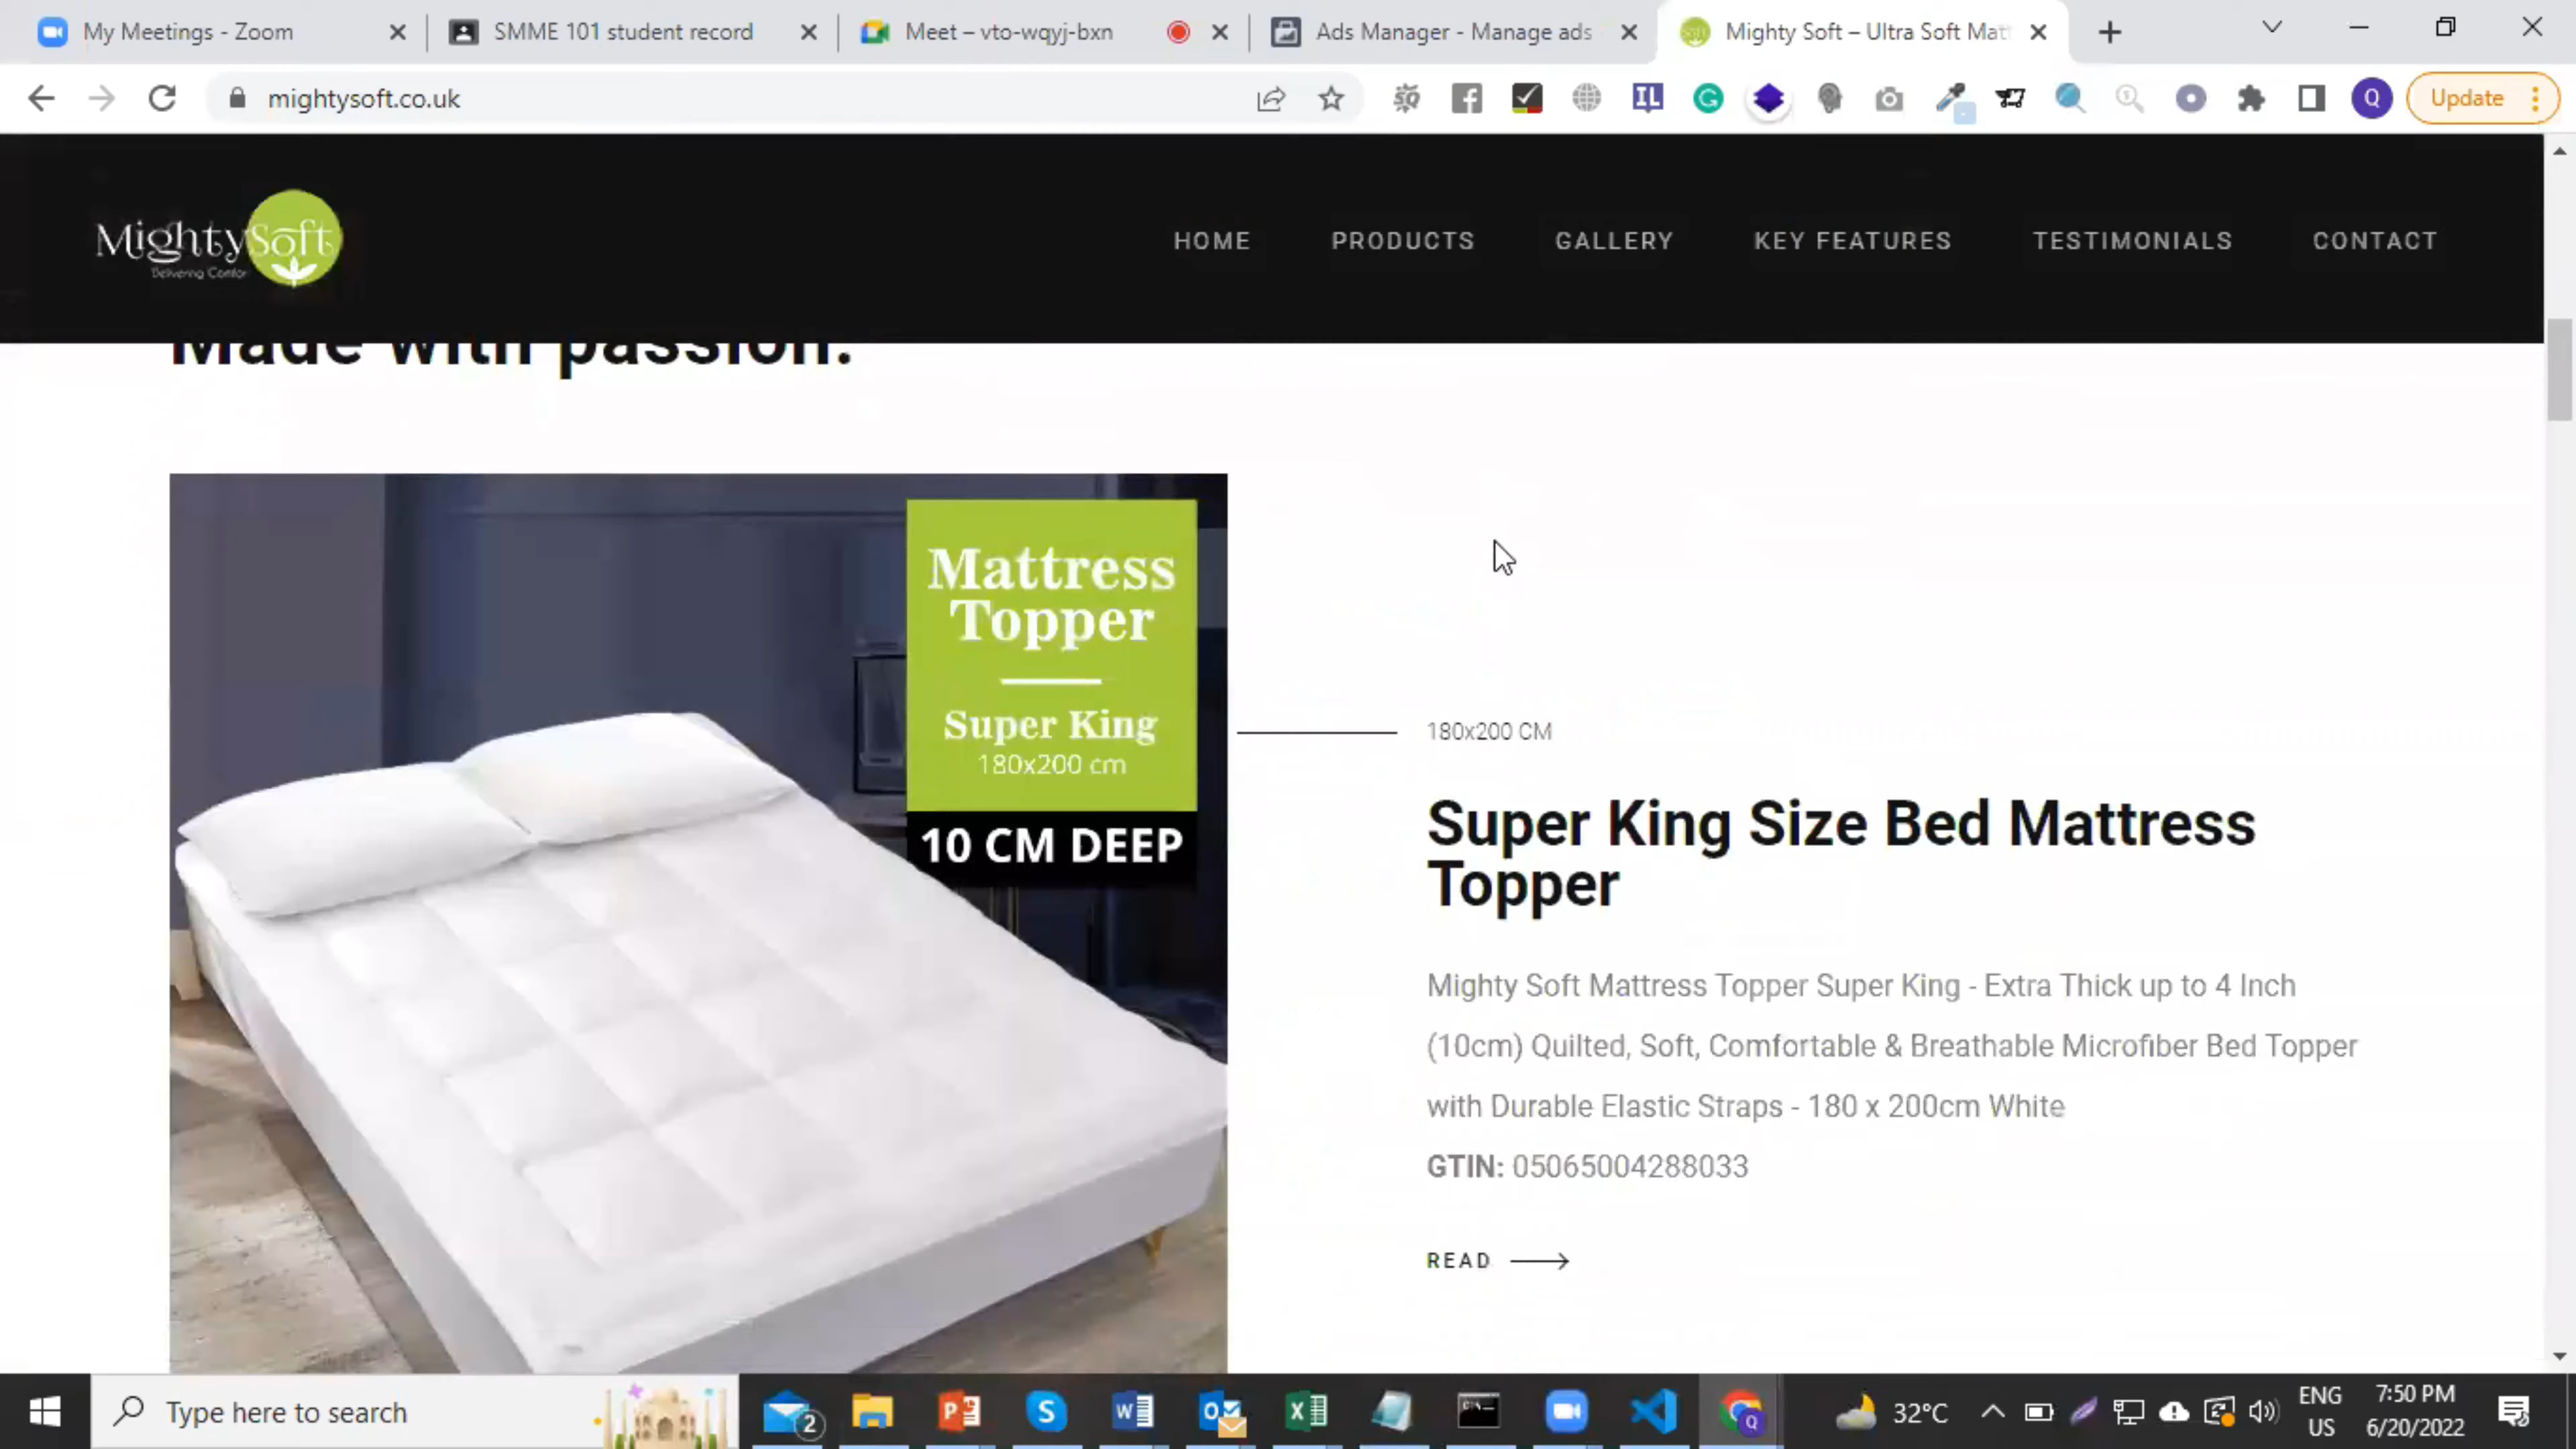 My Meetings - Zoom
SMME 101 student record
Meet – vto-wqyj-bxn
Ads Manager - Manage ads
Mighty Soft – Ultra Soft Mat
mightysoft.co.uk
Update
MightySoft
Delivering Comfor
HOME
PRODUCTS
GALLERY
KEY FEATURES
TESTIMONIALS
CONTACT
Made with passion.
Mattress
Topper
Super King
180x200 cm
10 CM DEEP
180x200 CM
Super King Size Bed Mattress
Topper
Mighty Soft Mattress Topper Super King - Extra Thick up to 4 Inch
(10cm) Quilted, Soft, Comfortable & Breathable Microfiber Bed Topper
with Durable Elastic Straps - 180 x 200cm White
GTIN: 05065004288033
READ
Type here to search
2
32°C
ENG
US
7:50 PM
6/20/2022